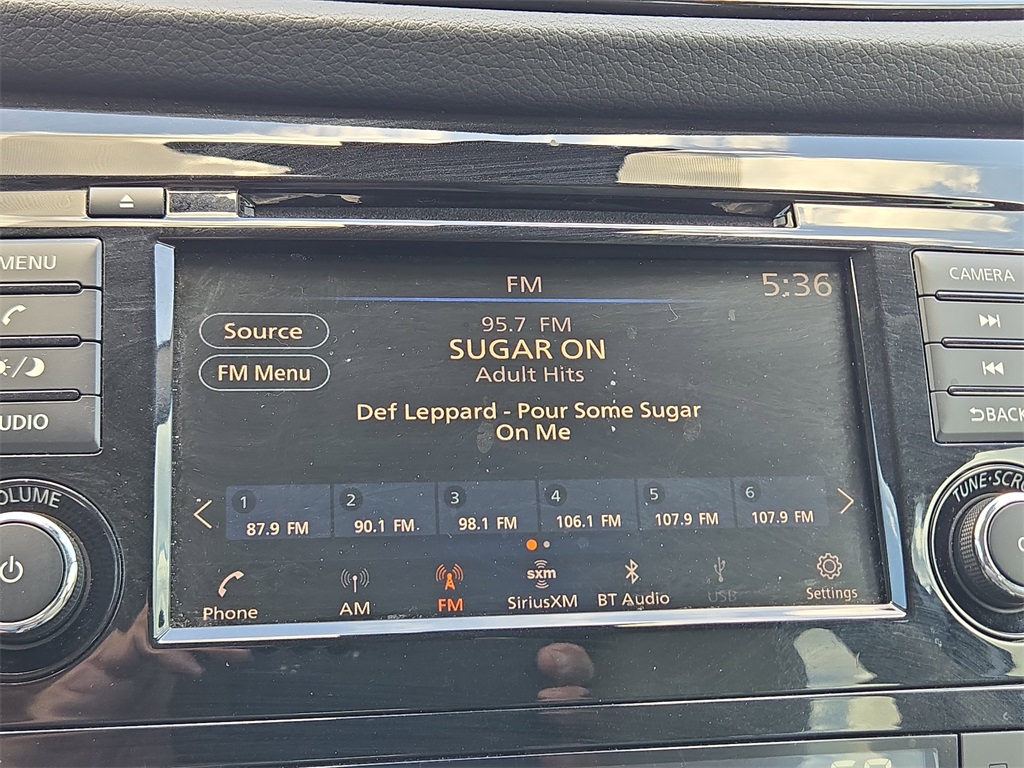 MENU
FM
5:36
CAMERA
Source
95.7 FM
SUGAR ON
FM Menu
Adult Hits
Def Leppard - Pour Some Sugar
On Me
BACK
VOLUME
TUNE·SCRO
1 2 3 4 5 6
87.9 FM 90.1 FM 98.1 FM 106.1 FM 107.9 FM 107.9 FM
sxm
Phone AM FM SiriusXM BT Audio USB Settings